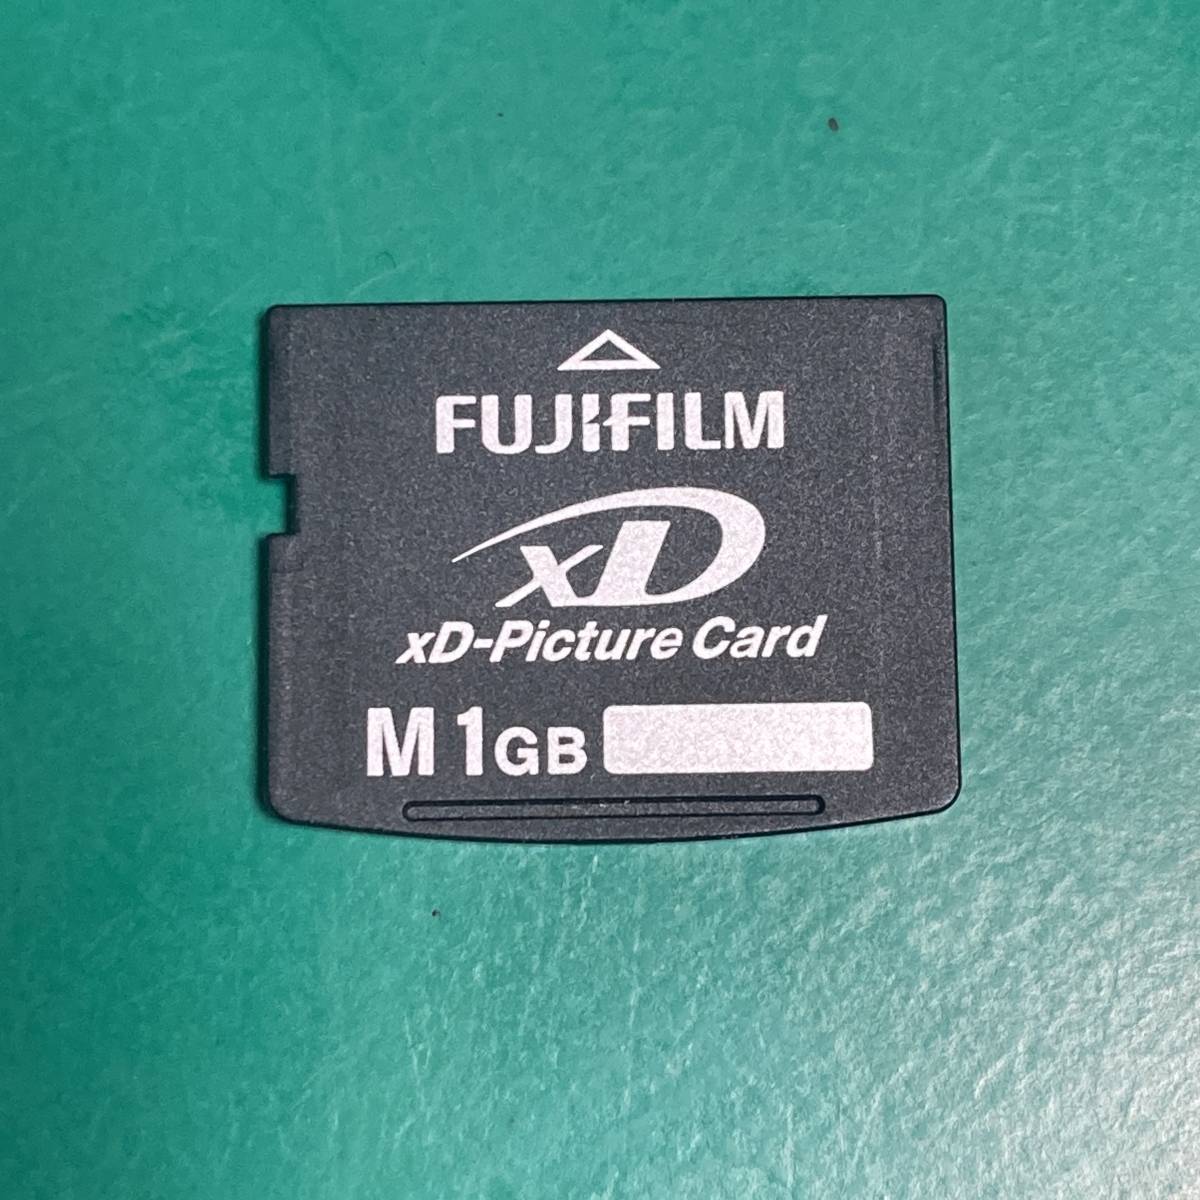 FUJIFILM
xD
xD-Picture Card
M 1GB